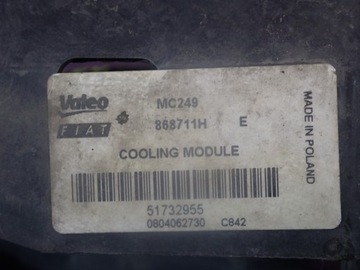 Valeo
MC249
FIAT
868711H E
COOLING MODULE
MADE IN POLAND
51732955
0804062730 C842